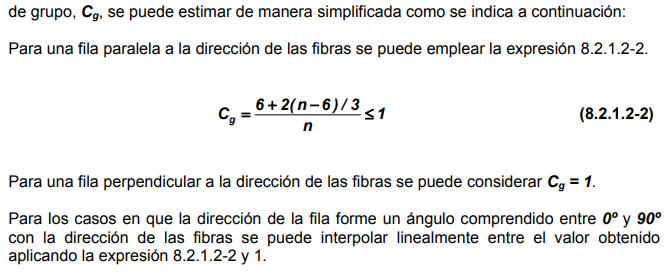 de grupo, Cg, se puede estimar de manera simplificada como se indica a continuación:
Para una fila paralela a la dirección de las fibras se puede emplear la expresión 8.2.1.2-2.
Cg = 6 + 2(n – 6) / 3 / n ≤ 1 (8.2.1.2-2)
Para una fila perpendicular a la dirección de las fibras se puede considerar Cg = 1.
Para los casos en que la dirección de la fila forme un ángulo comprendido entre 0º y 90º
con la dirección de las fibras se puede interpolar linealmente entre el valor obtenido
aplicando la expresión 8.2.1.2-2 y 1.